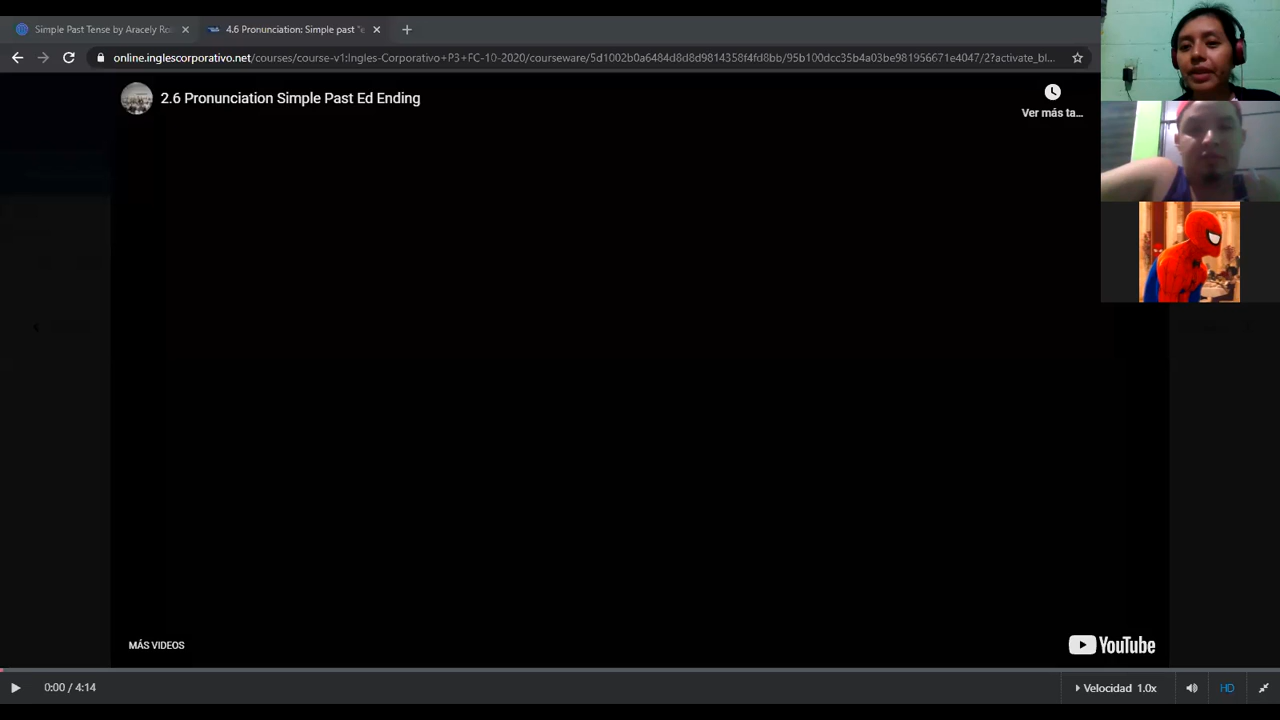 Simple Past Tense by Aracely Ro
4.6 Pronunciation: Simple past "e
online.inglescorporativo.net/courses/course-v1:Ingles-Corporativo+P3+FC-10-2020/courseware/5d1002b0a6484d8d8d9814358f4fd8bb/95b100dcc35b4a03be981956671e4047/2?activate_bl...
2.6 Pronunciation Simple Past Ed Ending
Ver más ta...
MÁS VIDEOS
YouTube
0:00 / 4:14
Velocidad 1.0x
HD